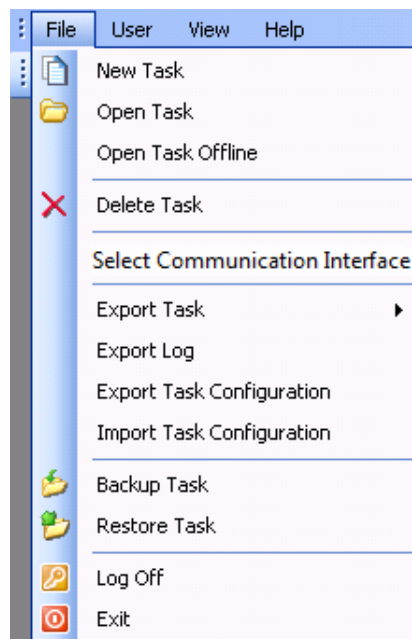 File User View Help
New Task
Open Task
Open Task Offline
Delete Task
Select Communication Interface
Export Task
Export Log
Export Task Configuration
Import Task Configuration
Backup Task
Restore Task
Log Off
Exit